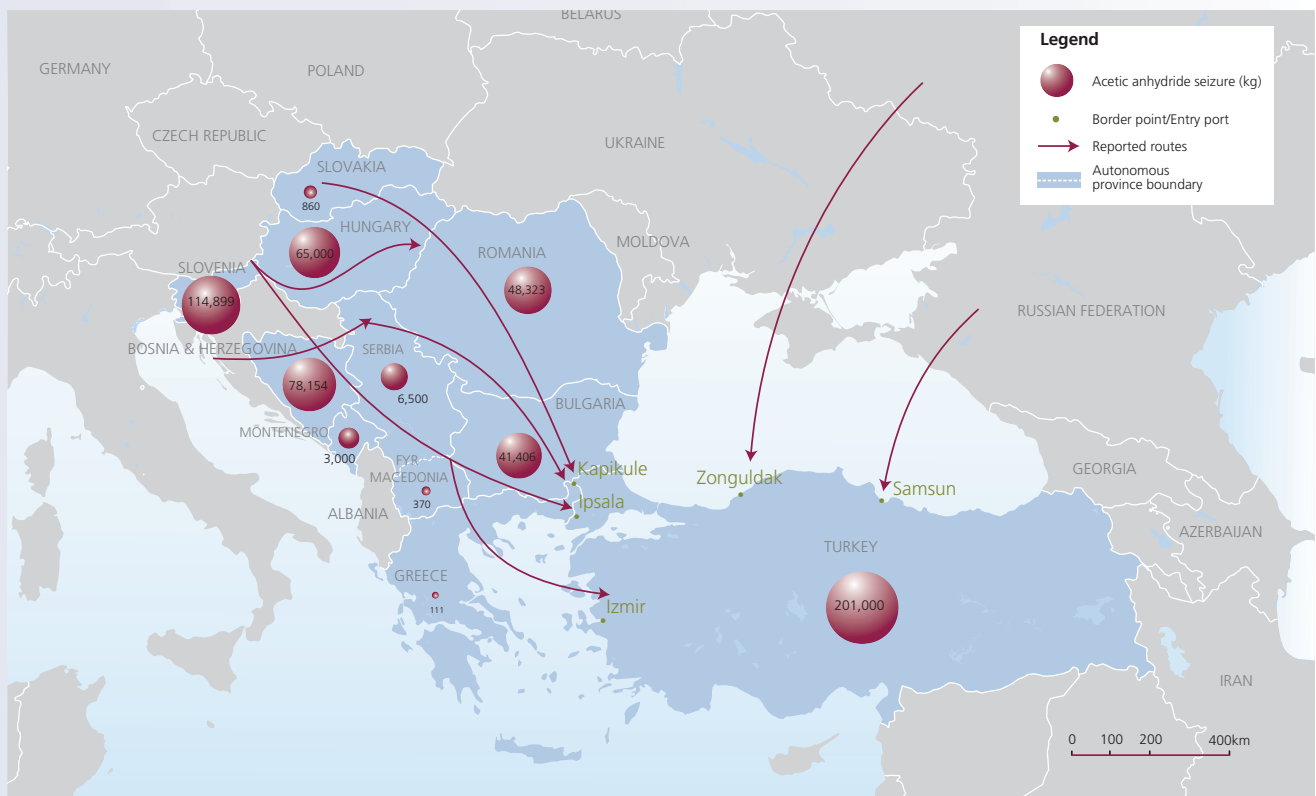 BELARUS
GERMANY
POLAND
CZECH REPUBLIC
UKRAINE
SLOVAKIA
860
HUNGARY
65,000
MOLDOVA
ROMANIA
48,323
SLOVENIA
114,899
RUSSIAN FEDERATION
BOSNIA & HERZEGOVINA
78,154
SERBIA
6,500
BULGARIA
41,406
MONTENEGRO
3,000
FYR
MACEDONIA
370
Kapikule
Ipsala
Zonguldak
Samsun
GEORGIA
ALBANIA
AZERBAIJAN
TURKEY
201,000
GREECE
111
Izmir
IRAN
Legend
Acetic anhydride seizure (kg)
Border point/Entry port
Reported routes
Autonomous
province boundary
0 100 200 400km